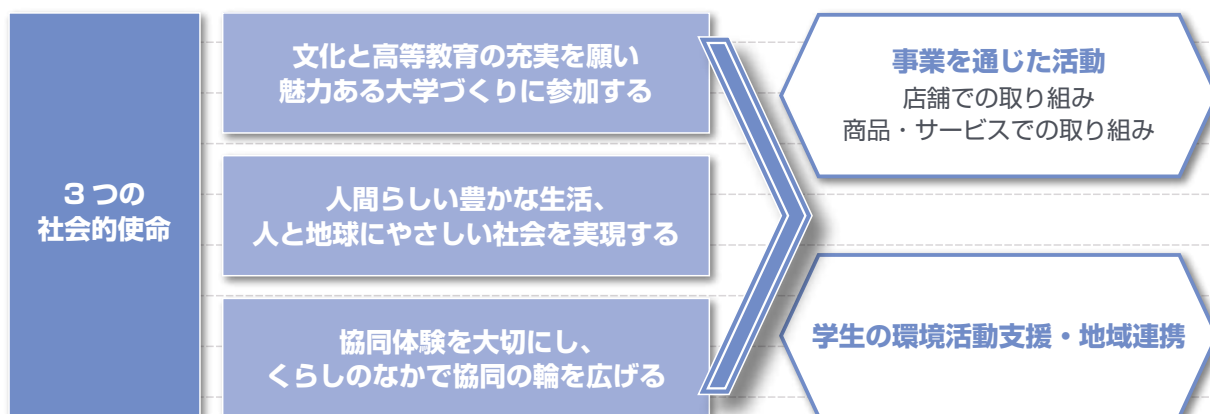 3つの
社会的使命
文化と高等教育の充実を願い
魅力ある大学づくりに参加する
人間らしい豊かな生活、
人と地球にやさしい社会を実現する
協同体験を大切にし、
くらしのなかで協同の輪を広げる
事業を通じた活動
店舗での取り組み
商品・サービスでの取り組み
学生の環境活動支援・地域連携